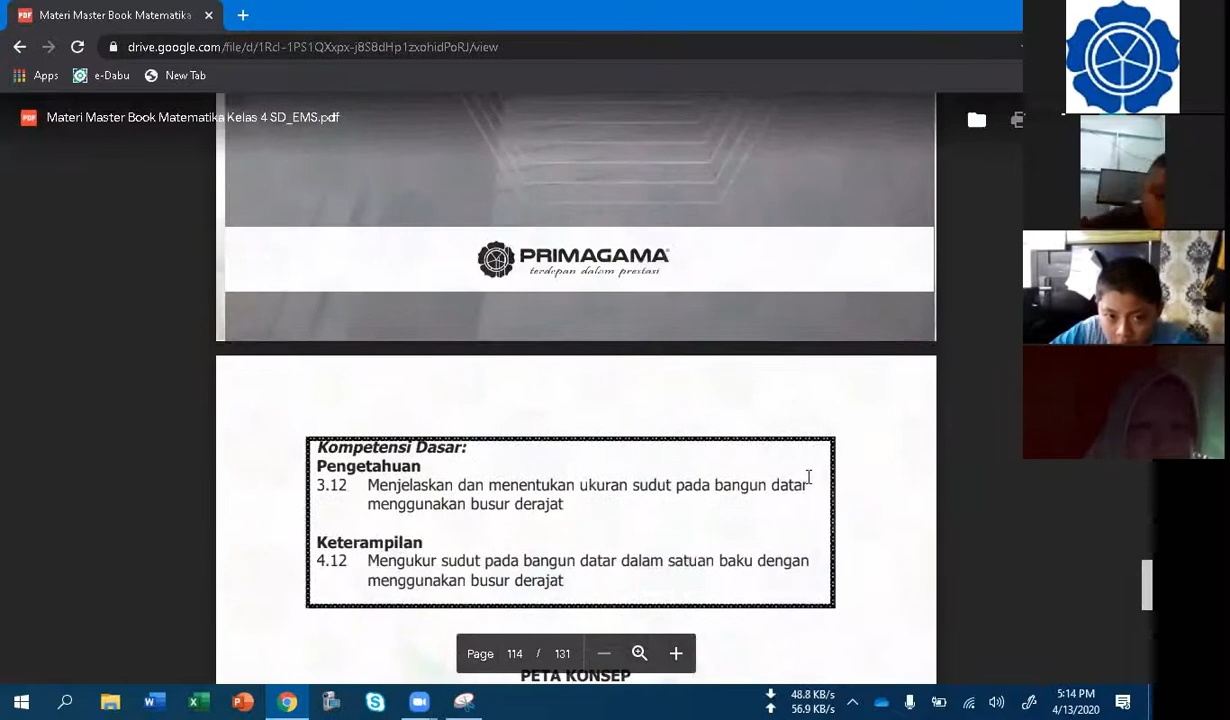 Materi Master Book Matematika
drive.google.com/file/d/1Rcl-1PS1QXxpx-j8S8dHp1zxohidPoRJ/view
Apps e-Dabu New Tab
Materi Master Book Matematika Kelas 4 SD_EMS.pdf
PRIMAGAMA
terdepan dalam prestasi
Kompetensi Dasar:
Pengetahuan
3.12 Menjelaskan dan menentukan ukuran sudut pada bangun datar
menggunakan busur derajat
Keterampilan
4.12 Mengukur sudut pada bangun datar dalam satuan baku dengan
menggunakan busur derajat
Page 114 / 131
PETA KONSEP
48.8 KB/s
56.9 KB/s
5:14 PM
4/13/2020